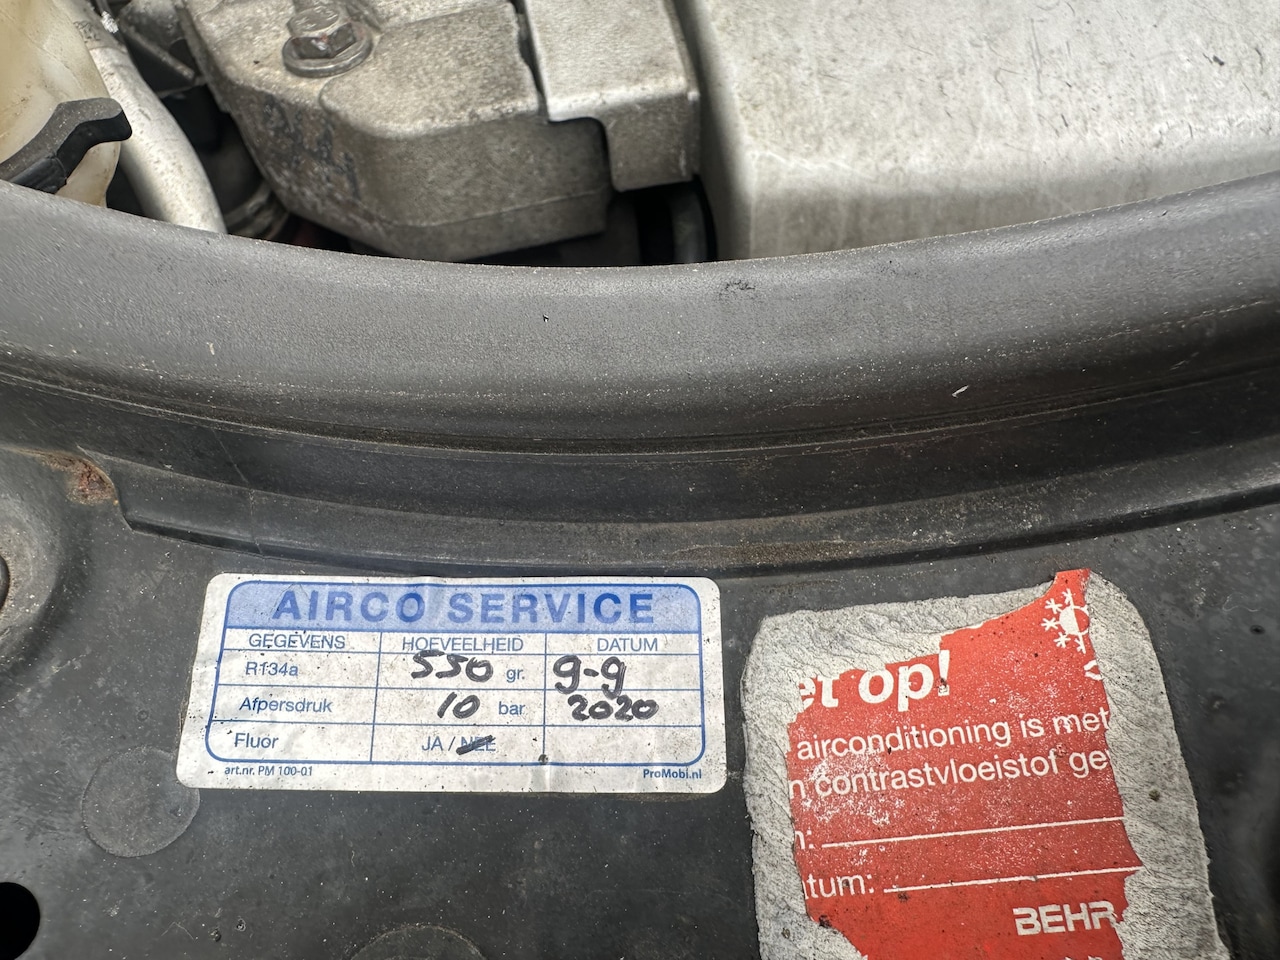 AIRCO SERVICE
GEGEVENS HOEVEELHEID DATUM
R134a 550 gr. 9-9
Afpersdruk 10 bar 2020
Fluor JA / NEE
art.nr. PM 100-01 ProMobi.nl
et op!
airconditioning is met
n contrastvloeistof ge
n:
tum:
BEHR